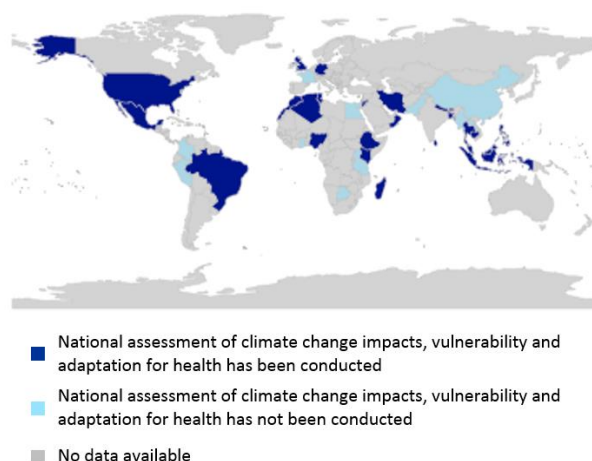 National assessment of climate change impacts, vulnerability and
adaptation for health has been conducted
National assessment of climate change impacts, vulnerability and
adaptation for health has not been conducted
No data available